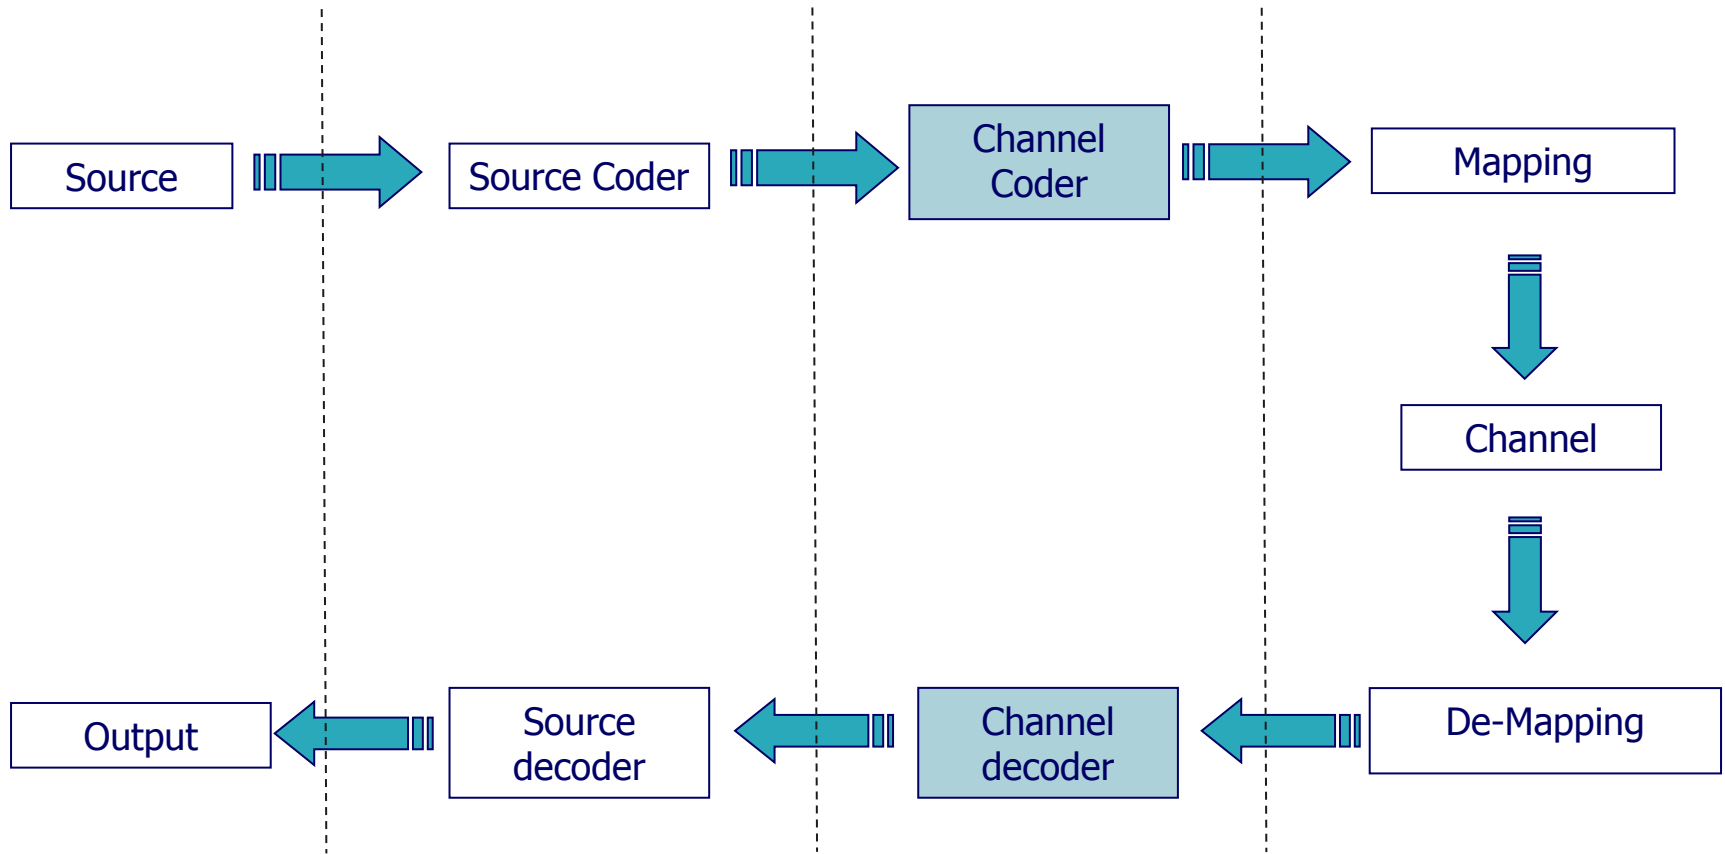 Source
Source Coder
Channel
Coder
Mapping
Channel
Output
Source
decoder
Channel
decoder
De-Mapping